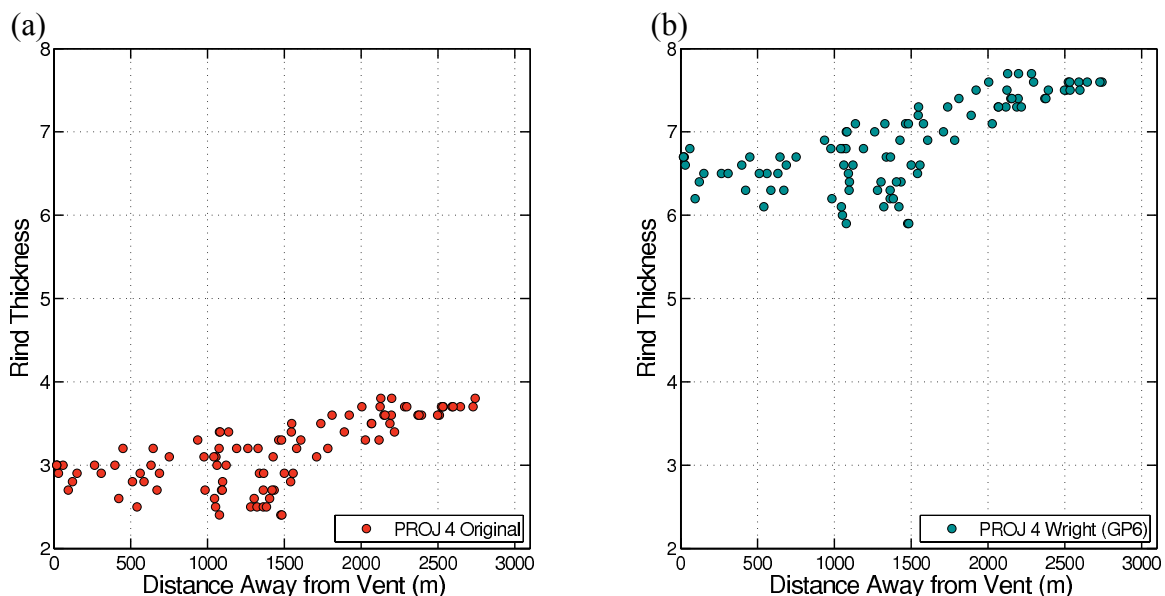 (a)
8
7
6
5
4
3
2
Rind Thickness
0 500 1000 1500 2000 2500 3000
Distance Away from Vent (m)
PROJ 4 Original
(b)
8
7
6
5
4
3
2
Rind Thickness
0 500 1000 1500 2000 2500 3000
Distance Away from Vent (m)
PROJ 4 Wright (GP6)